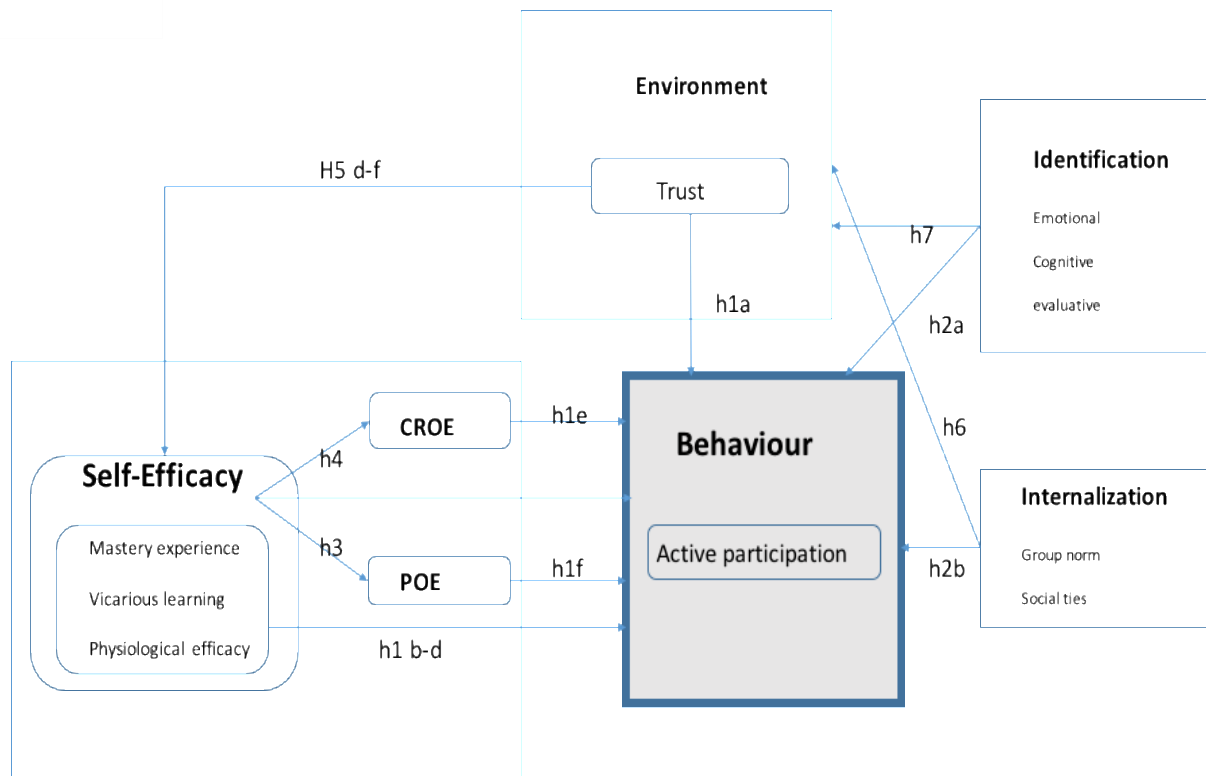 Environment
Identification
H5 d-f
Trust
Emotional
h7
Cognitive
h1a
evaluative
h2a
CROE
h1e
h6
Behaviour
h4
Self-Efficacy
Internalization
Mastery experience
h3
Active participation
Group norm
POE
h1f
h2b
Vicarious learning
Social ties
Physiological efficacy
h1 b-d